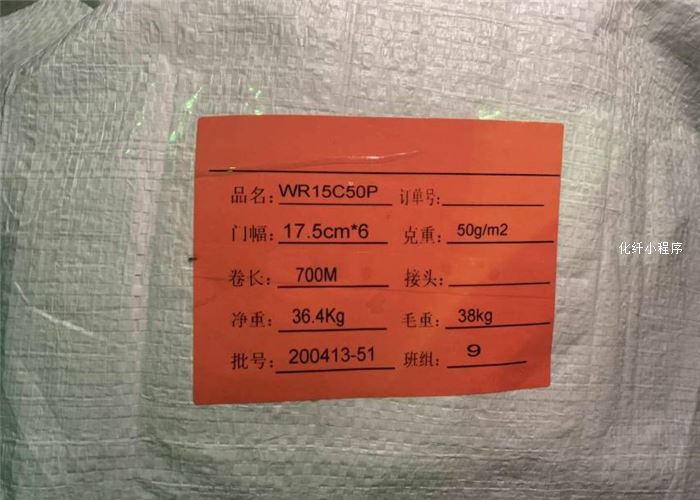 品名: WR15C50P 订单号:
门幅: 17.5cm*6 克重: 50g/m2
卷长: 700M 接头:
净重: 36.4Kg 毛重: 38kg
批号: 200413-51 班组: 9
化纤小程序